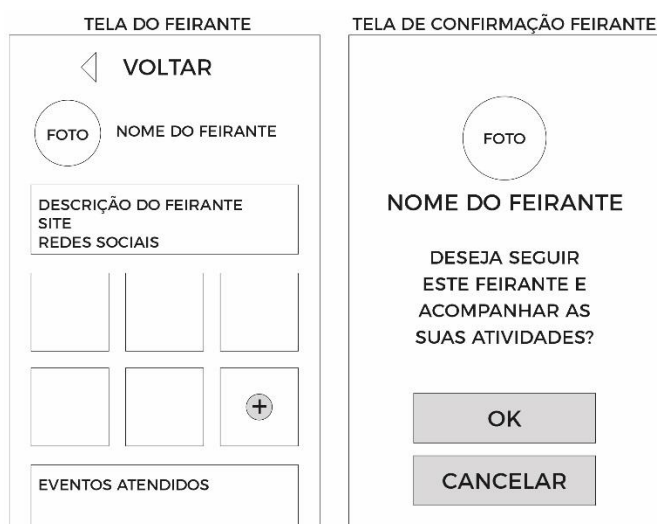 TELA DO FEIRANTE
VOLTAR
FOTO
NOME DO FEIRANTE
DESCRIÇÃO DO FEIRANTE
SITE
REDES SOCIAIS
+
EVENTOS ATENDIDOS
TELA DE CONFIRMAÇÃO FEIRANTE
FOTO
NOME DO FEIRANTE
DESEJA SEGUIR
ESTE FEIRANTE E
ACOMPANHAR AS
SUAS ATIVIDADES?
OK
CANCELAR